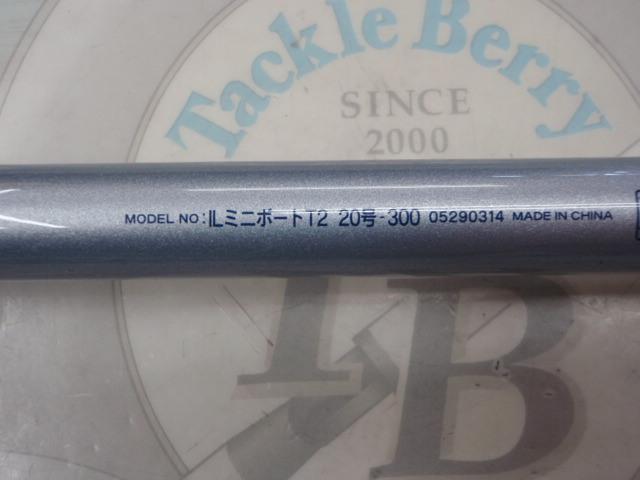 Tackle Berry
SINCE
2000
MODEL NO:ILミニボートT2 20号-300 05290314 MADE IN CHINA
TB